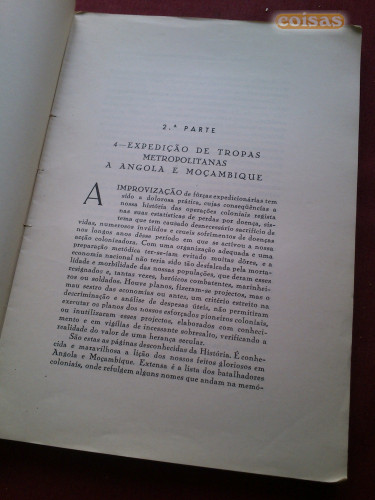 coisas
2.ª PARTE
4—EXPEDIÇÃO DE TROPAS
METROPOLITANAS
A ANGOLA E MOÇAMBIQUE
A IMPROVIZAÇÃO de fôrças expedicionárias tem
sido a dolorosa prática, cujas conseqüências a
nossa história das operações coloniais regista
nas suas estatísticas de perdas por doença, sis-
tema que tem causado desnecessário sacrifício de
vidas, numerosos inválidos e cruéis sofrimentos de doenças
nos longos anos dêsse período em que se activou a nossa
acção colonizadora. Com uma organização adequada e uma
preparação metódica ter-se-iam evitado muitas dôres, e a
economia nacional não teria sido tão desfalcada pela morta-
lidade e morbilidade das nossas populações, que deram êsses
resignados e, tantas vezes, heróicos combatentes, marinhei-
ros ou soldados. Houve planos, fizeram-se projectos, mas o
mau sestro das economias ou antes, um critério estreito na
decriminação e análise de despesas úteis, não permitiram
executar os planos dos nossos esforçados pioneiros coloniais,
ou inutilizaram êsses projectos, elaborados com conheci-
mento e em vigílias de incessante sobressalto, verificando a
realidade do valor de uma herança secular.
São estas as páginas desconhecidas da História. É conhe-
cida e maravilhosa a lição dos nossos feitos gloriosos em
Angola e Moçambique. Extensa é a lista dos batalhadores
coloniais, onde refulgem alguns nomes que andam na memó-